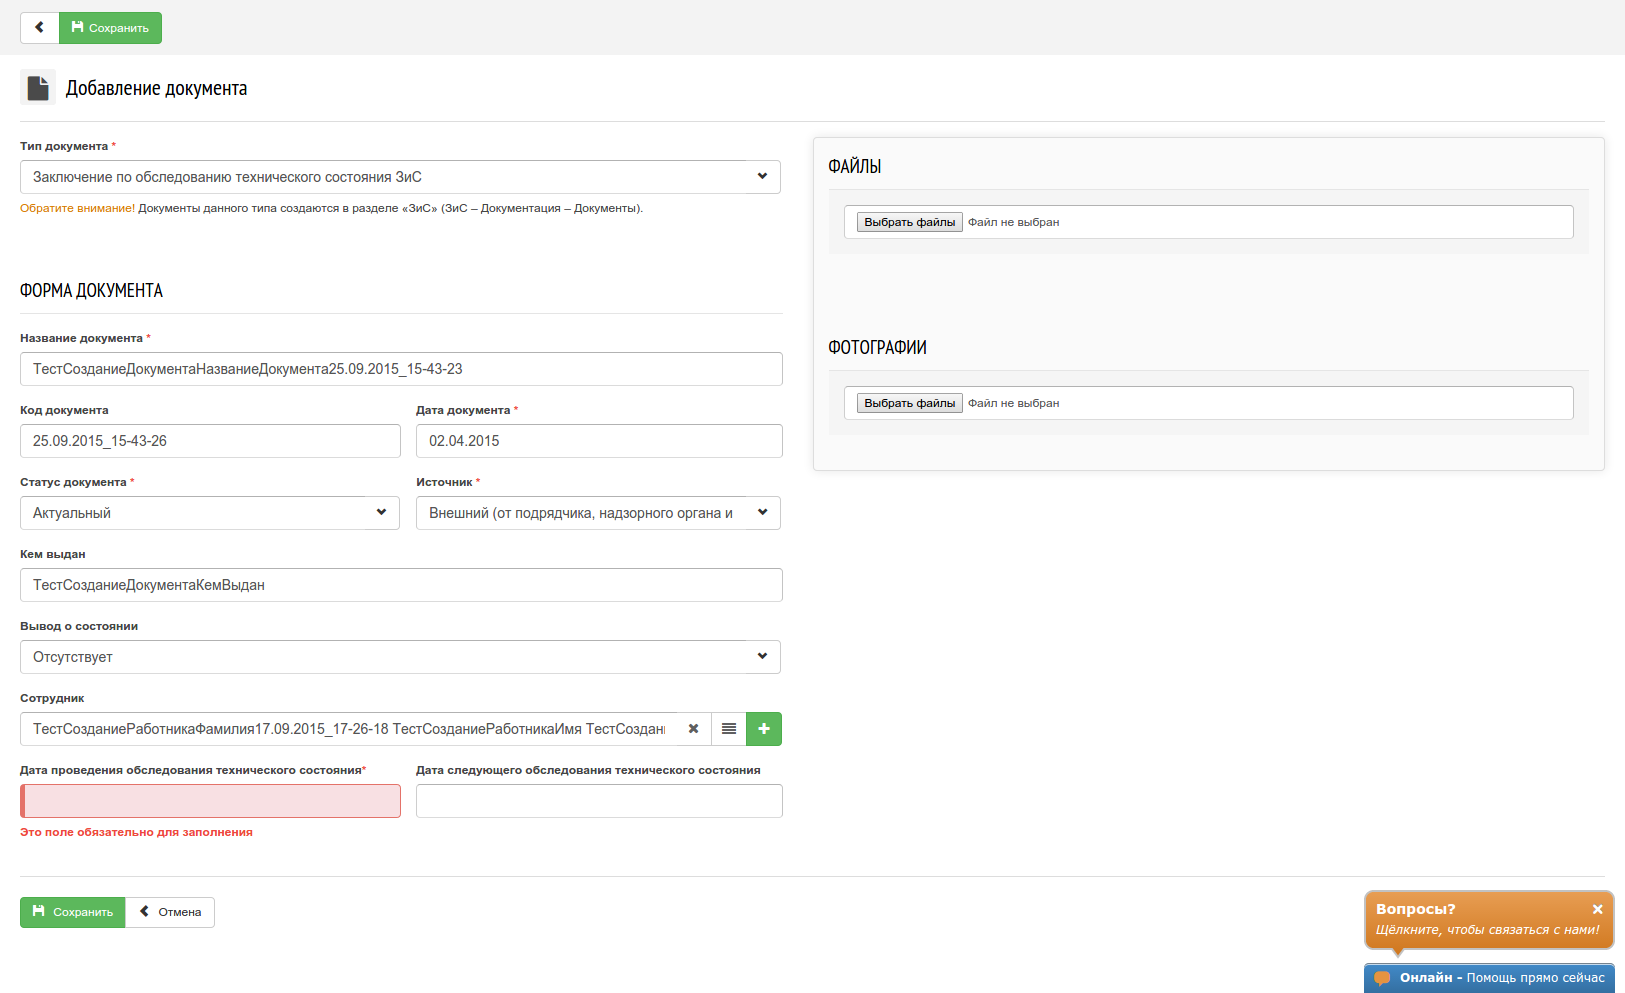 Сохранить
Добавление документа
Тип документа *
Заключение по обследованию технического состояния ЗиС
Обратите внимание! Документы данного типа создаются в разделе «ЗиС» (ЗиС – Документация – Документы).
ФОРМА ДОКУМЕНТА
Название документа *
ТестСозданиеДокументаНазваниеДокумента25.09.2015_15-43-23
Код документа
Дата документа *
25.09.2015_15-43-26
02.04.2015
Статус документа *
Источник *
Актуальный
Внешний (от подрядчика, надзорного органа и
Кем выдан
ТестСозданиеДокументаКемВыдан
Вывод о состоянии
Отсутствует
Сотрудник
ТестСозданиеРаботникаФамилия17.09.2015_17-26-18 ТестСозданиеРаботникаИмя ТестСоздани
Дата проведения обследования технического состояния*
Дата следующего обследования технического состояния
Это поле обязательно для заполнения
Сохранить
Отмена
ФАЙЛЫ
Выбрать файлы Файл не выбран
ФОТОГРАФИИ
Выбрать файлы Файл не выбран
Вопросы?
Щёлкните, чтобы связаться с нами!
Онлайн - Помощь прямо сейчас